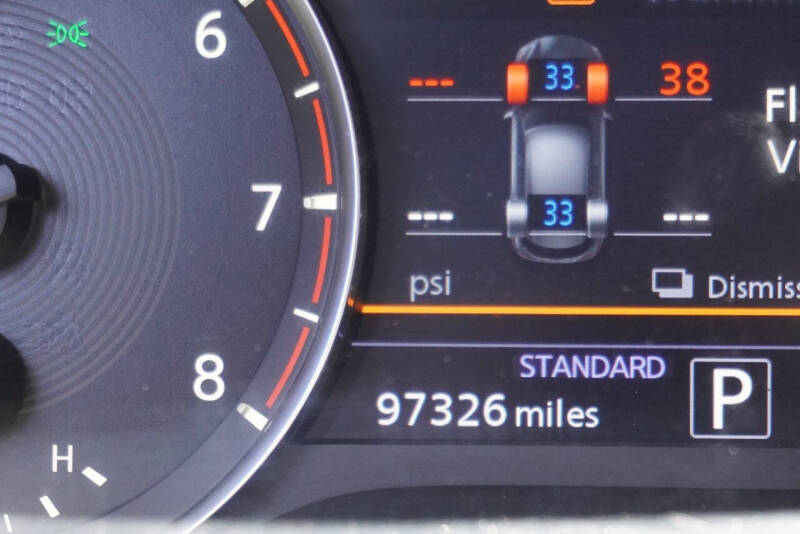 6
7
8
H
--- 33 38
--- 33 ---
psi
STANDARD
97326 miles
P